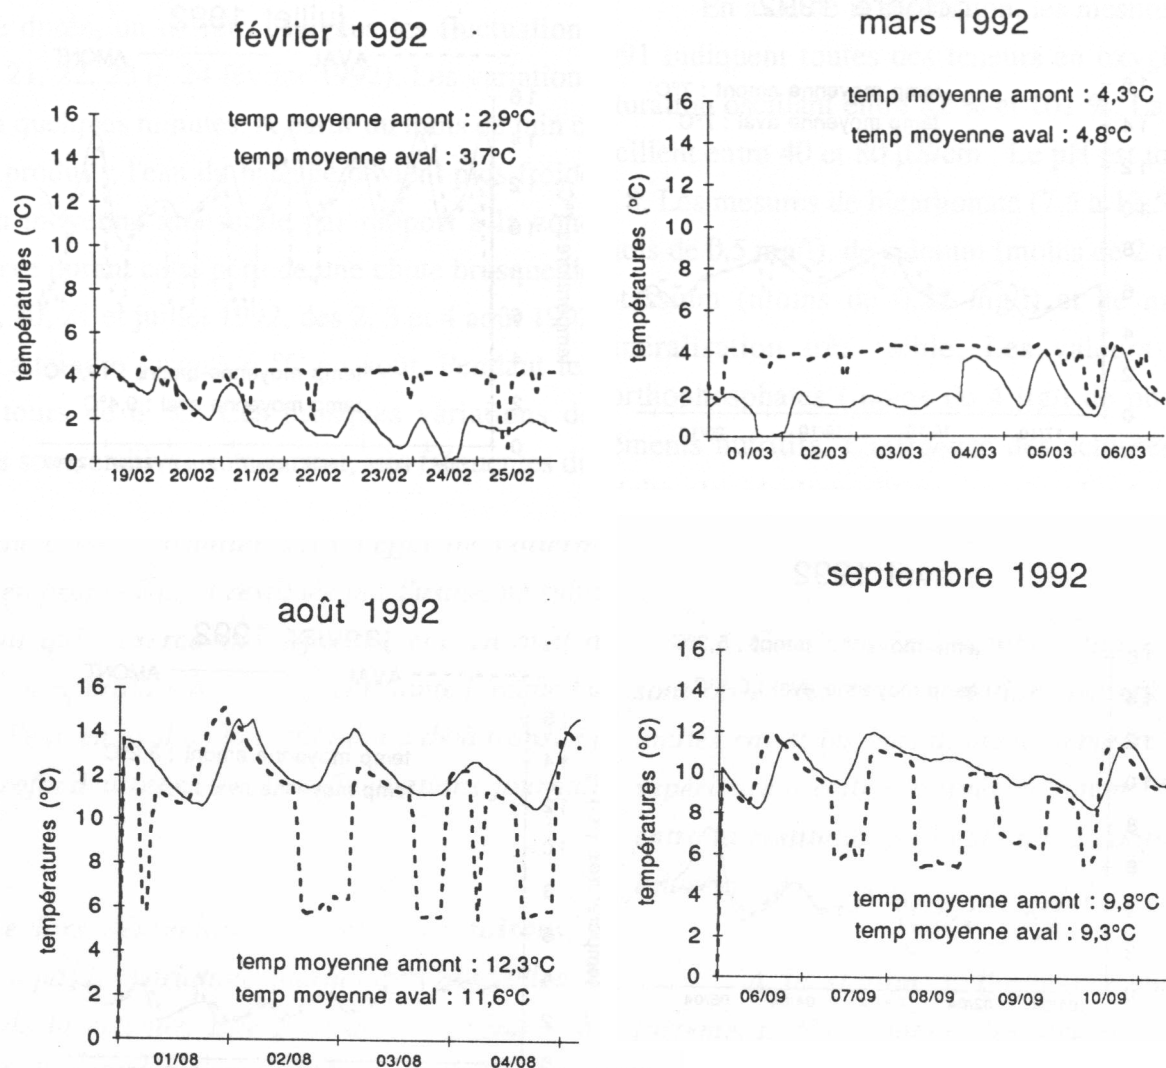 février 1992
temp moyenne amont : 2,9°C
temp moyenne aval : 3,7°C
températures (°C)
16
14
12
10
8
6
4
2
0
19/02 20/02 21/02 22/02 23/02 24/02 25/02
mars 1992
temp moyenne amont : 4,3°C
temp moyenne aval : 4,8°C
températures (°C)
16
14
12
10
8
6
4
2
0
01/03 02/03 03/03 04/03 05/03 06/03
août 1992
températures (°C)
16
14
12
10
8
6
4
2
0
temp moyenne amont : 12,3°C
temp moyenne aval : 11,6°C
01/08 02/08 03/08 04/08
septembre 1992
températures (°C)
16
14
12
10
8
6
4
2
0
temp moyenne amont : 9,8°C
temp moyenne aval : 9,3°C
06/09 07/09 08/09 09/09 10/09